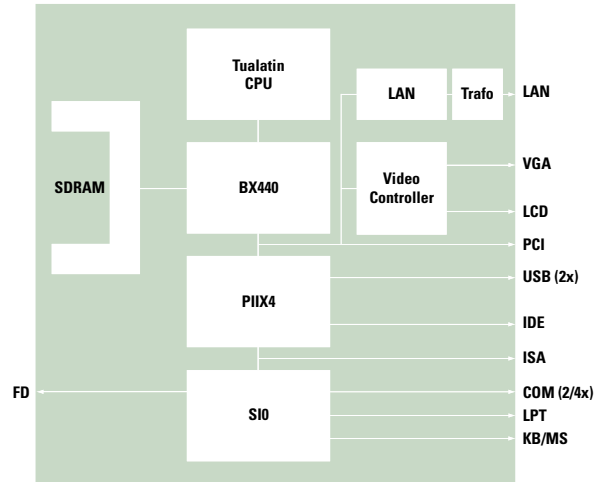 Tualatin
CPU
LAN
Trafo
LAN
SDRAM
BX440
Video
Controller
VGA
LCD
PCI
PIIX4
USB (2x)
IDE
ISA
FD
SI0
COM (2/4x)
LPT
KB/MS